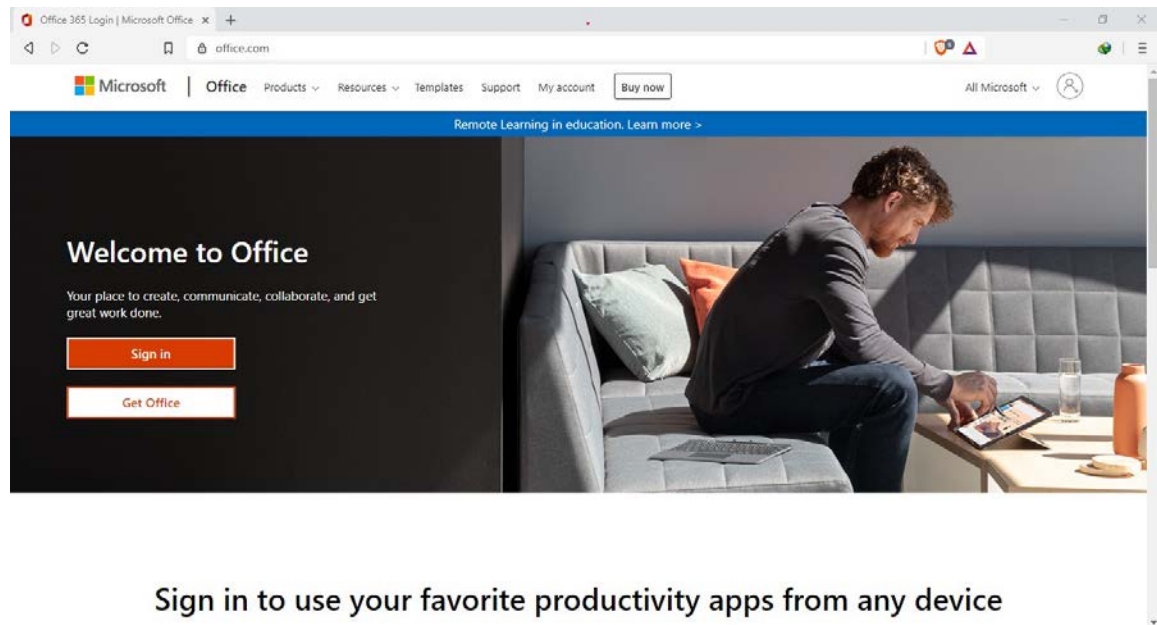 Office 365 Login | Microsoft Office
office.com
Microsoft
Office Products Resources Templates Support My account Buy now
All Microsoft
Remote Learning in education. Learn more >
Welcome to Office
Your place to create, communicate, collaborate, and get
great work done.
Sign in
Get Office
Sign in to use your favorite productivity apps from any device